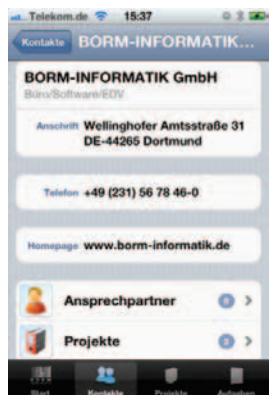 Telekom.de 15:37
Kontakte BORM-INFORMATIK...
BORM-INFORMATIK GmbH
Büro/Software/EDV
Anschrift Wellinghofer Amtsstraße 31
DE-44265 Dortmund
Telefon +49 (231) 56 78 46-0
Homepage www.borm-informatik.de
Ansprechpartner
Projekte
Start Kontakte Projekte Aufgaben